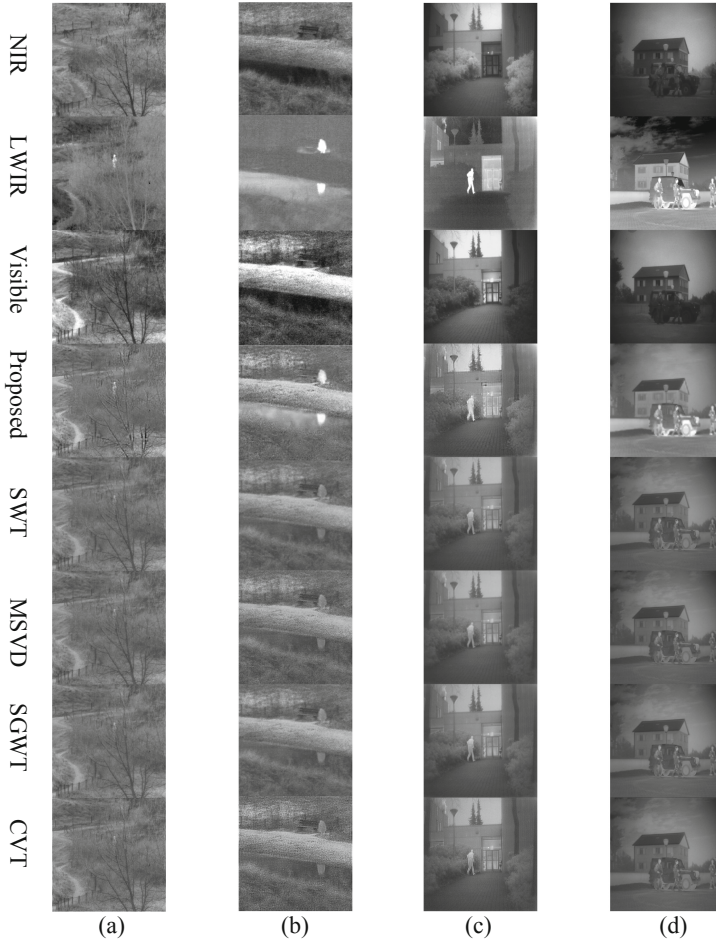 NIR
LWIR
Visible
Proposed
SWT
MSVD
SGWT
CVT
(a) (b) (c) (d)